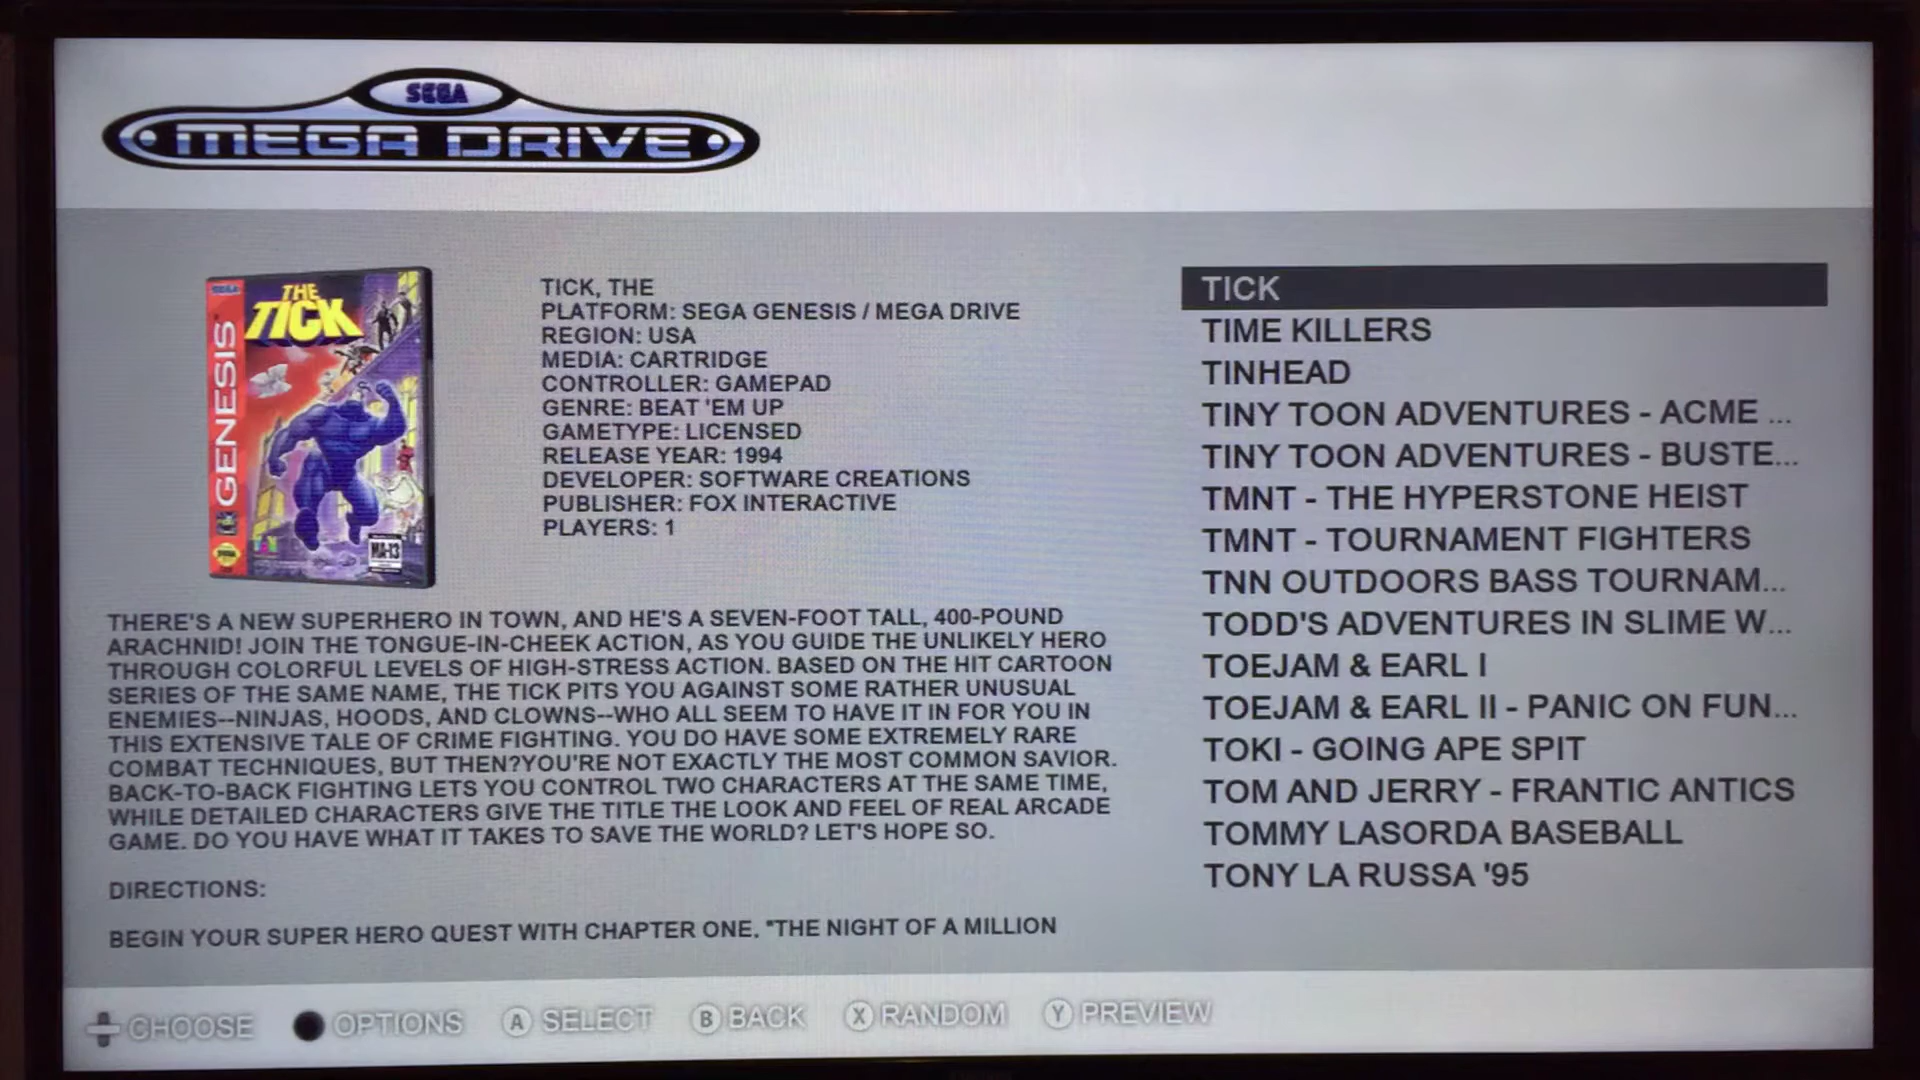 SEGA
MEGA DRIVE
THE
TICK
GENESIS
MA-13
TICK, THE
PLATFORM: SEGA GENESIS / MEGA DRIVE
REGION: USA
MEDIA: CARTRIDGE
CONTROLLER: GAMEPAD
GENRE: BEAT 'EM UP
GAMETYPE: LICENSED
RELEASE YEAR: 1994
DEVELOPER: SOFTWARE CREATIONS
PUBLISHER: FOX INTERACTIVE
PLAYERS: 1
THERE'S A NEW SUPERHERO IN TOWN, AND HE'S A SEVEN-FOOT TALL, 400-POUND
ARACHNID! JOIN THE TONGUE-IN-CHEEK ACTION, AS YOU GUIDE THE UNLIKELY HERO
THROUGH COLORFUL LEVELS OF HIGH-STRESS ACTION. BASED ON THE HIT CARTOON
SERIES OF THE SAME NAME, THE TICK PITS YOU AGAINST SOME RATHER UNUSUAL
ENEMIES--NINJAS, HOODS, AND CLOWNS--WHO ALL SEEM TO HAVE IT IN FOR YOU IN
THIS EXTENSIVE TALE OF CRIME FIGHTING. YOU DO HAVE SOME EXTREMELY RARE
COMBAT TECHNIQUES, BUT THEN?YOU'RE NOT EXACTLY THE MOST COMMON SAVIOR.
BACK-TO-BACK FIGHTING LETS YOU CONTROL TWO CHARACTERS AT THE SAME TIME,
WHILE DETAILED CHARACTERS GIVE THE TITLE THE LOOK AND FEEL OF REAL ARCADE
GAME. DO YOU HAVE WHAT IT TAKES TO SAVE THE WORLD? LET'S HOPE SO.
DIRECTIONS:
BEGIN YOUR SUPER HERO QUEST WITH CHAPTER ONE. "THE NIGHT OF A MILLION
TICK
TIME KILLERS
TINHEAD
TINY TOON ADVENTURES - ACME ...
TINY TOON ADVENTURES - BUSTE...
TMNT - THE HYPERSTONE HEIST
TMNT - TOURNAMENT FIGHTERS
TNN OUTDOORS BASS TOURNAM...
TODD'S ADVENTURES IN SLIME W...
TOEJAM & EARL I
TOEJAM & EARL II - PANIC ON FUN...
TOKI - GOING APE SPIT
TOM AND JERRY - FRANTIC ANTICS
TOMMY LASORDA BASEBALL
TONY LA RUSSA '95
CHOOSE OPTIONS A SELECT B BACK X RANDOM Y PREVIEW